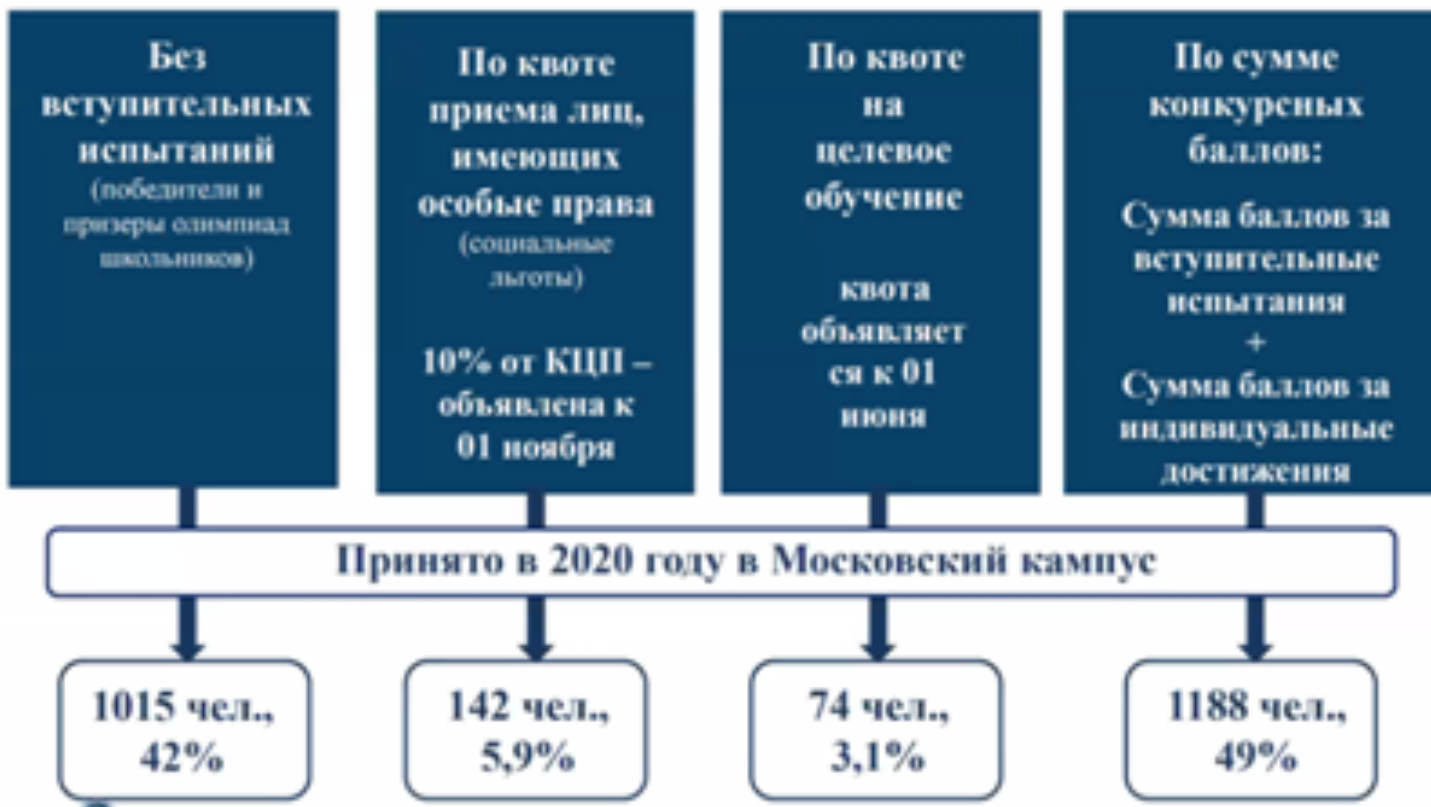 Без
вступительных
испытаний
(победители и
призеры олимпиад
школьников)
По квоте
приема лиц,
имеющих
особые права
(социальные
льготы)
10% от КЦП –
объявлена к
01 ноября
По квоте
на
целевое
обучение
квота
объявляет
ся к 01
июня
По сумме
конкурсных
баллов:
Сумма баллов за
вступительные
испытания
+
Сумма баллов за
индивидуальные
достижения
Принято в 2020 году в Московский кампус
1015 чел.,
42%
142 чел.,
5,9%
74 чел.,
3,1%
1188 чел.,
49%